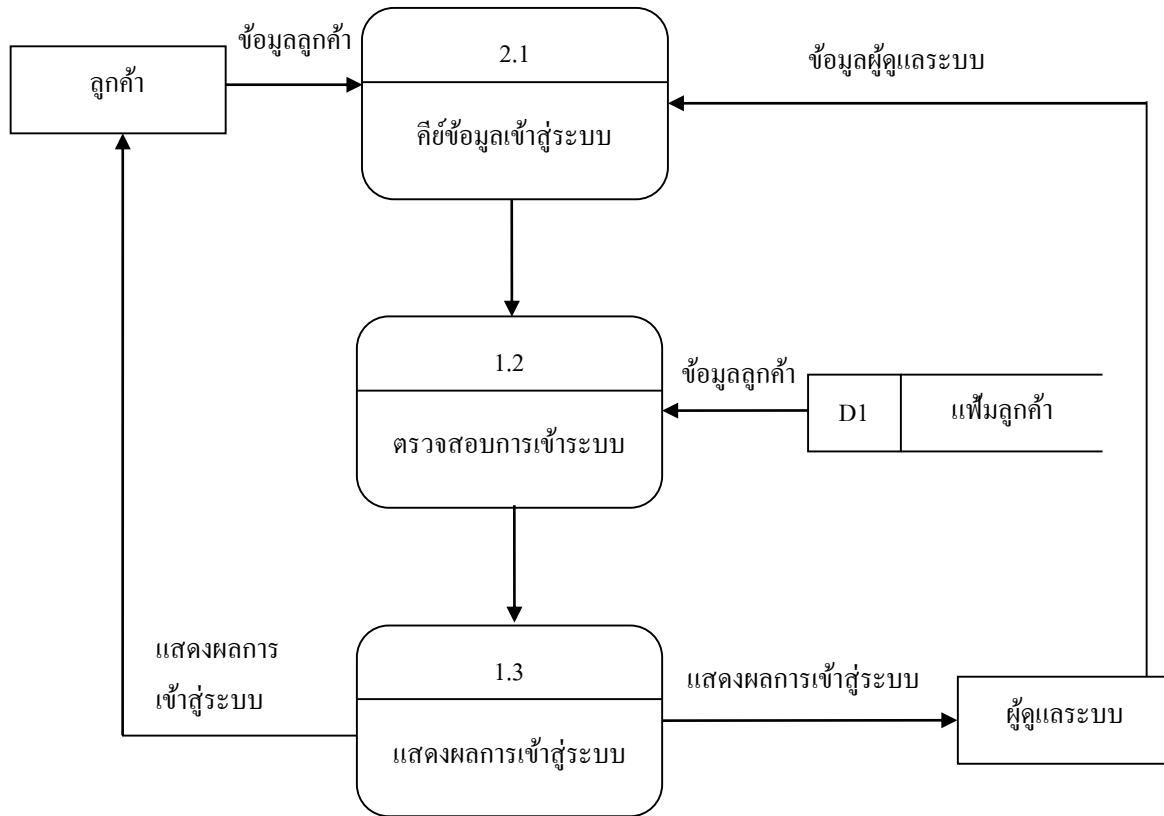 ข้อมูลลูกค้า
2.1
ลูกค้า
ข้อมูลผู้ดูแลระบบ
คีย์ข้อมูลเข้าสู่ระบบ
1.2
ข้อมูลลูกค้า
D1
แฟ้มลูกค้า
ตรวจสอบการเข้าระบบ
แสดงผลการ
เข้าสู่ระบบ
1.3
แสดงผลการเข้าสู่ระบบ
ผู้ดูแลระบบ
แสดงผลการเข้าสู่ระบบ